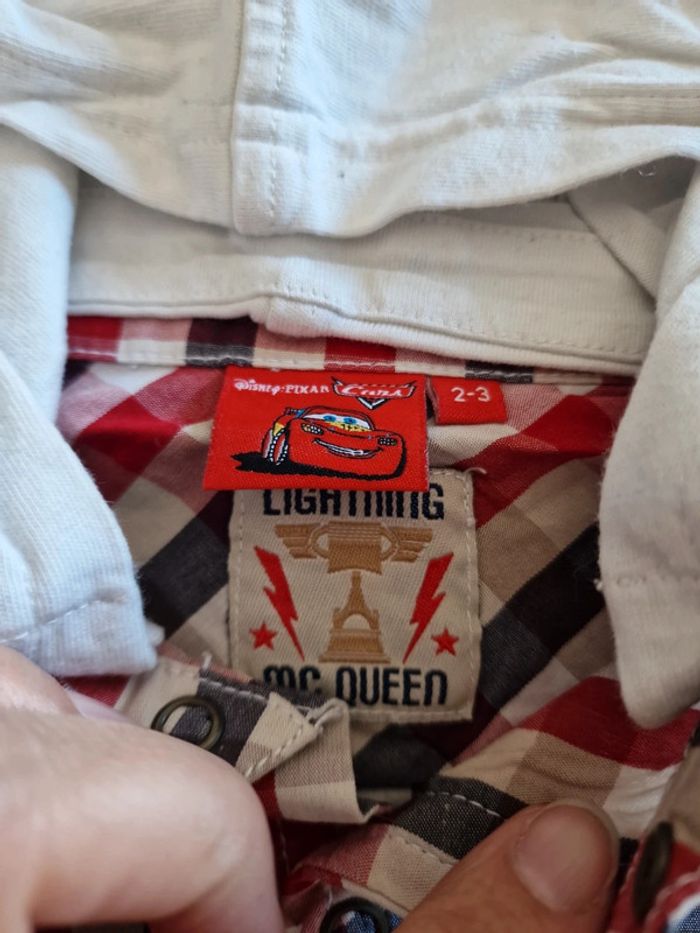 Disney·PIXAR Cars
2-3
LIGHTNING
MC QUEEN